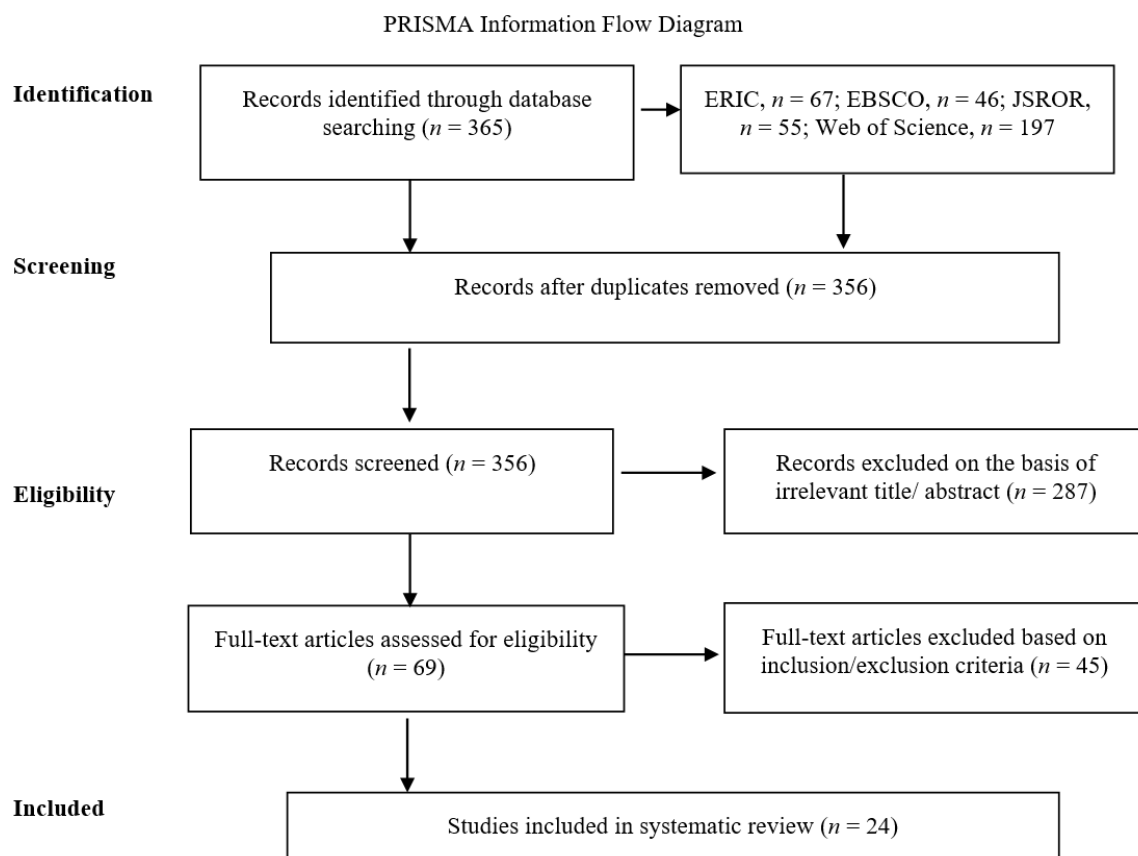 PRISMA Information Flow Diagram
Identification
Records identified through database
searching (n = 365)
ERIC, n = 67; EBSCO, n = 46; JSROR,
n = 55; Web of Science, n = 197
Screening
Records after duplicates removed (n = 356)
Records screened (n = 356)
Records excluded on the basis of
irrelevant title/ abstract (n = 287)
Eligibility
Full-text articles assessed for eligibility
(n = 69)
Full-text articles excluded based on
inclusion/exclusion criteria (n = 45)
Included
Studies included in systematic review (n = 24)